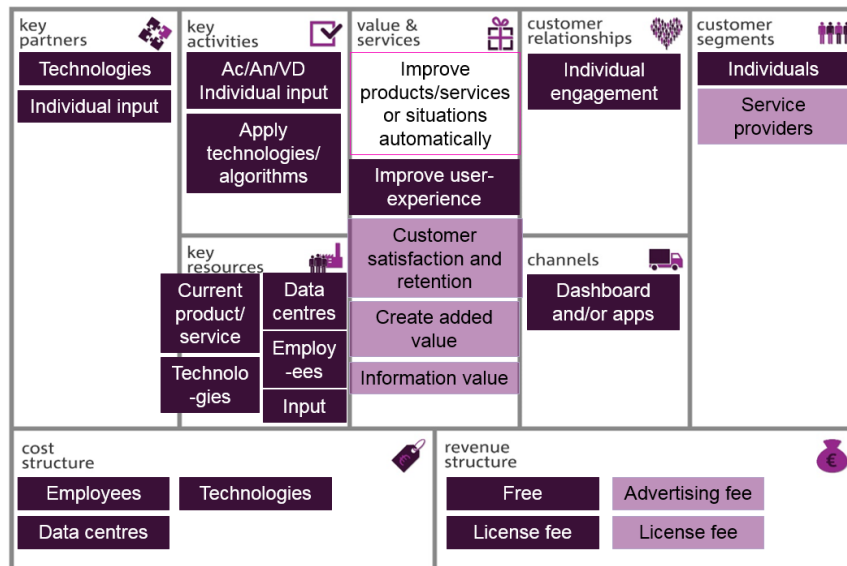 key
partners
Technologies
Individual input
key
activities
Ac/An/VD
Individual input
Apply
technologies/
algorithms
key
resources
Current
product/
service
Technolo
-gies
Data
centres
Employ
-ees
Input
value &
services
Improve
products/services
or situations
automatically
Improve user-
experience
Customer
satisfaction and
retention
Create added
value
Information value
customer
relationships
Individual
engagement
channels
Dashboard
and/or apps
customer
segments
Individuals
Service
providers
cost
structure
Employees
Technologies
Data centres
revenue
structure
€
Free
Advertising fee
License fee
License fee